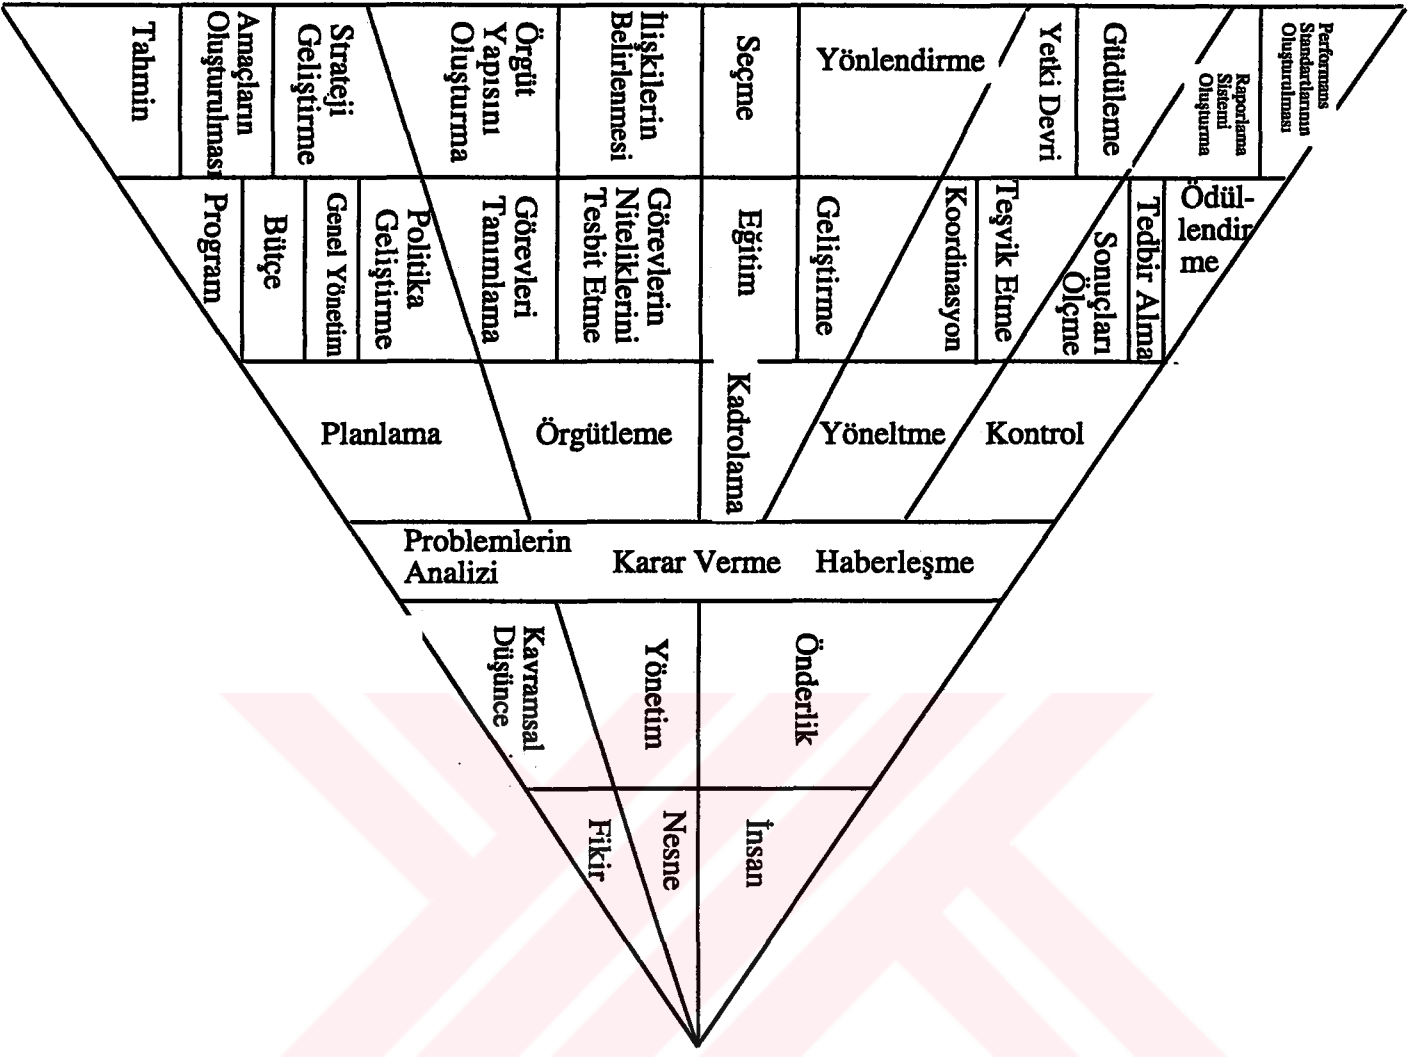 Tahmin
Amaçların
Oluşturulması
Strateji
Geliştirme
Örgüt
Yapısını
Oluşturma
İlişkilerin
Belirlenmesi
Seçme
Yönlendirme
Yetki Devri
Güdüleme
Raporlama
Sistemi
Oluşturma
Performans
Standartlarının
Oluşturulması
Program
Bütçe
Genel Yönetim
Politika
Geliştirme
Görevleri
Tanımlama
Görevlerin
Niteliklerini
Tesbit Etme
Eğitim
Geliştirme
Koordinasyon
Teşvik Etme
Sonuçları
Ölçme
Tedbir Alma
Ödül-
lendir
me
Planlama
Örgütleme
Kadrolama
Yöneltme
Kontrol
Problemlerin
Analizi
Karar Verme
Haberleşme
Kavramsal
Düşünce
Yönetim
Önderlik
Fikir
Nesne
İnsan